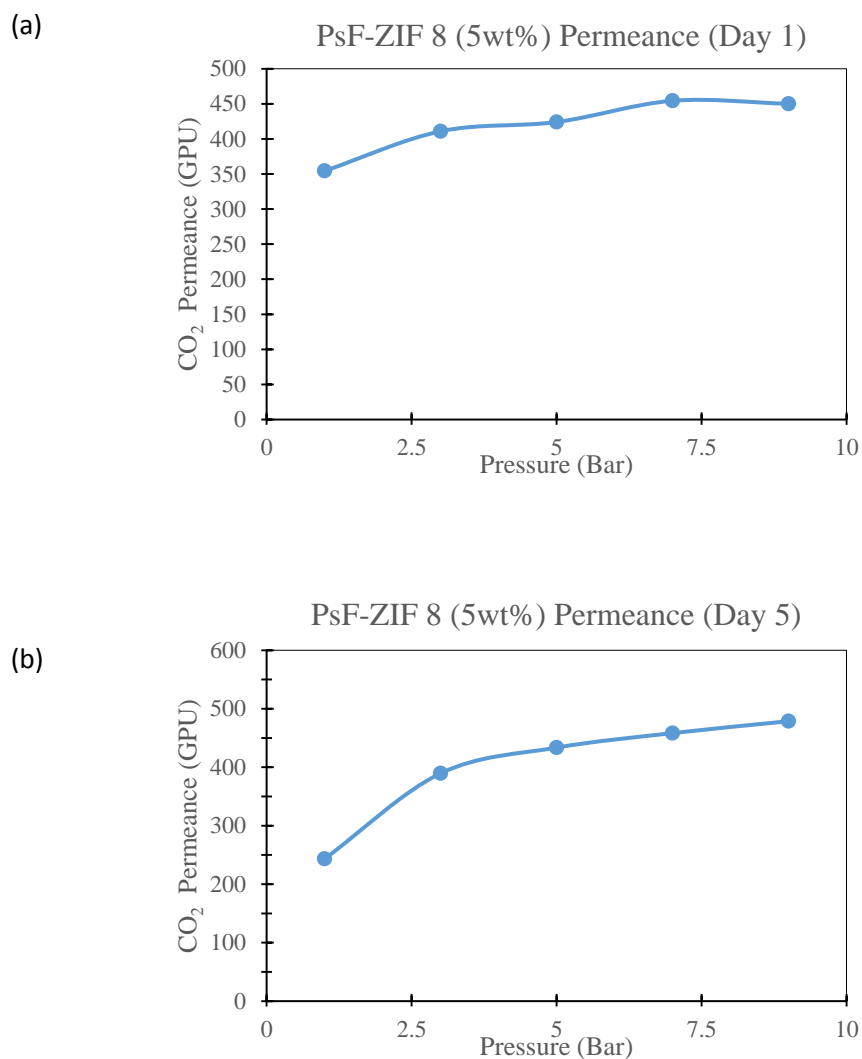 (a)
PsF-ZIF 8 (5wt%) Permeance (Day 1)
CO₂ Permeance (GPU)
500
450
400
350
300
250
200
150
100
50
0
0 2.5 5 7.5 10
Pressure (Bar)
(b)
PsF-ZIF 8 (5wt%) Permeance (Day 5)
CO₂ Permeance (GPU)
600
500
400
300
200
100
0
0 2.5 5 7.5 10
Pressure (Bar)